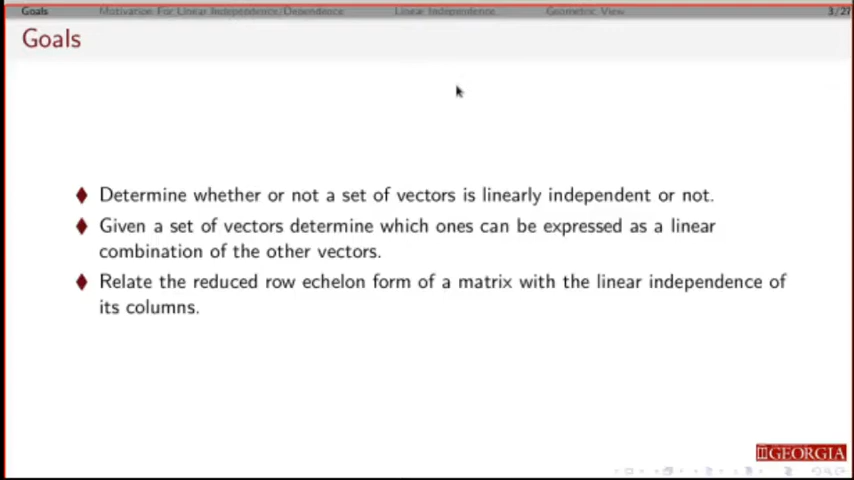 Goals Motivation For Linear Independence/Dependence Linear Independence Geometric View 3/27
Goals
Determine whether or not a set of vectors is linearly independent or not.
Given a set of vectors determine which ones can be expressed as a linear
combination of the other vectors.
Relate the reduced row echelon form of a matrix with the linear independence of
its columns.
GEORGIA